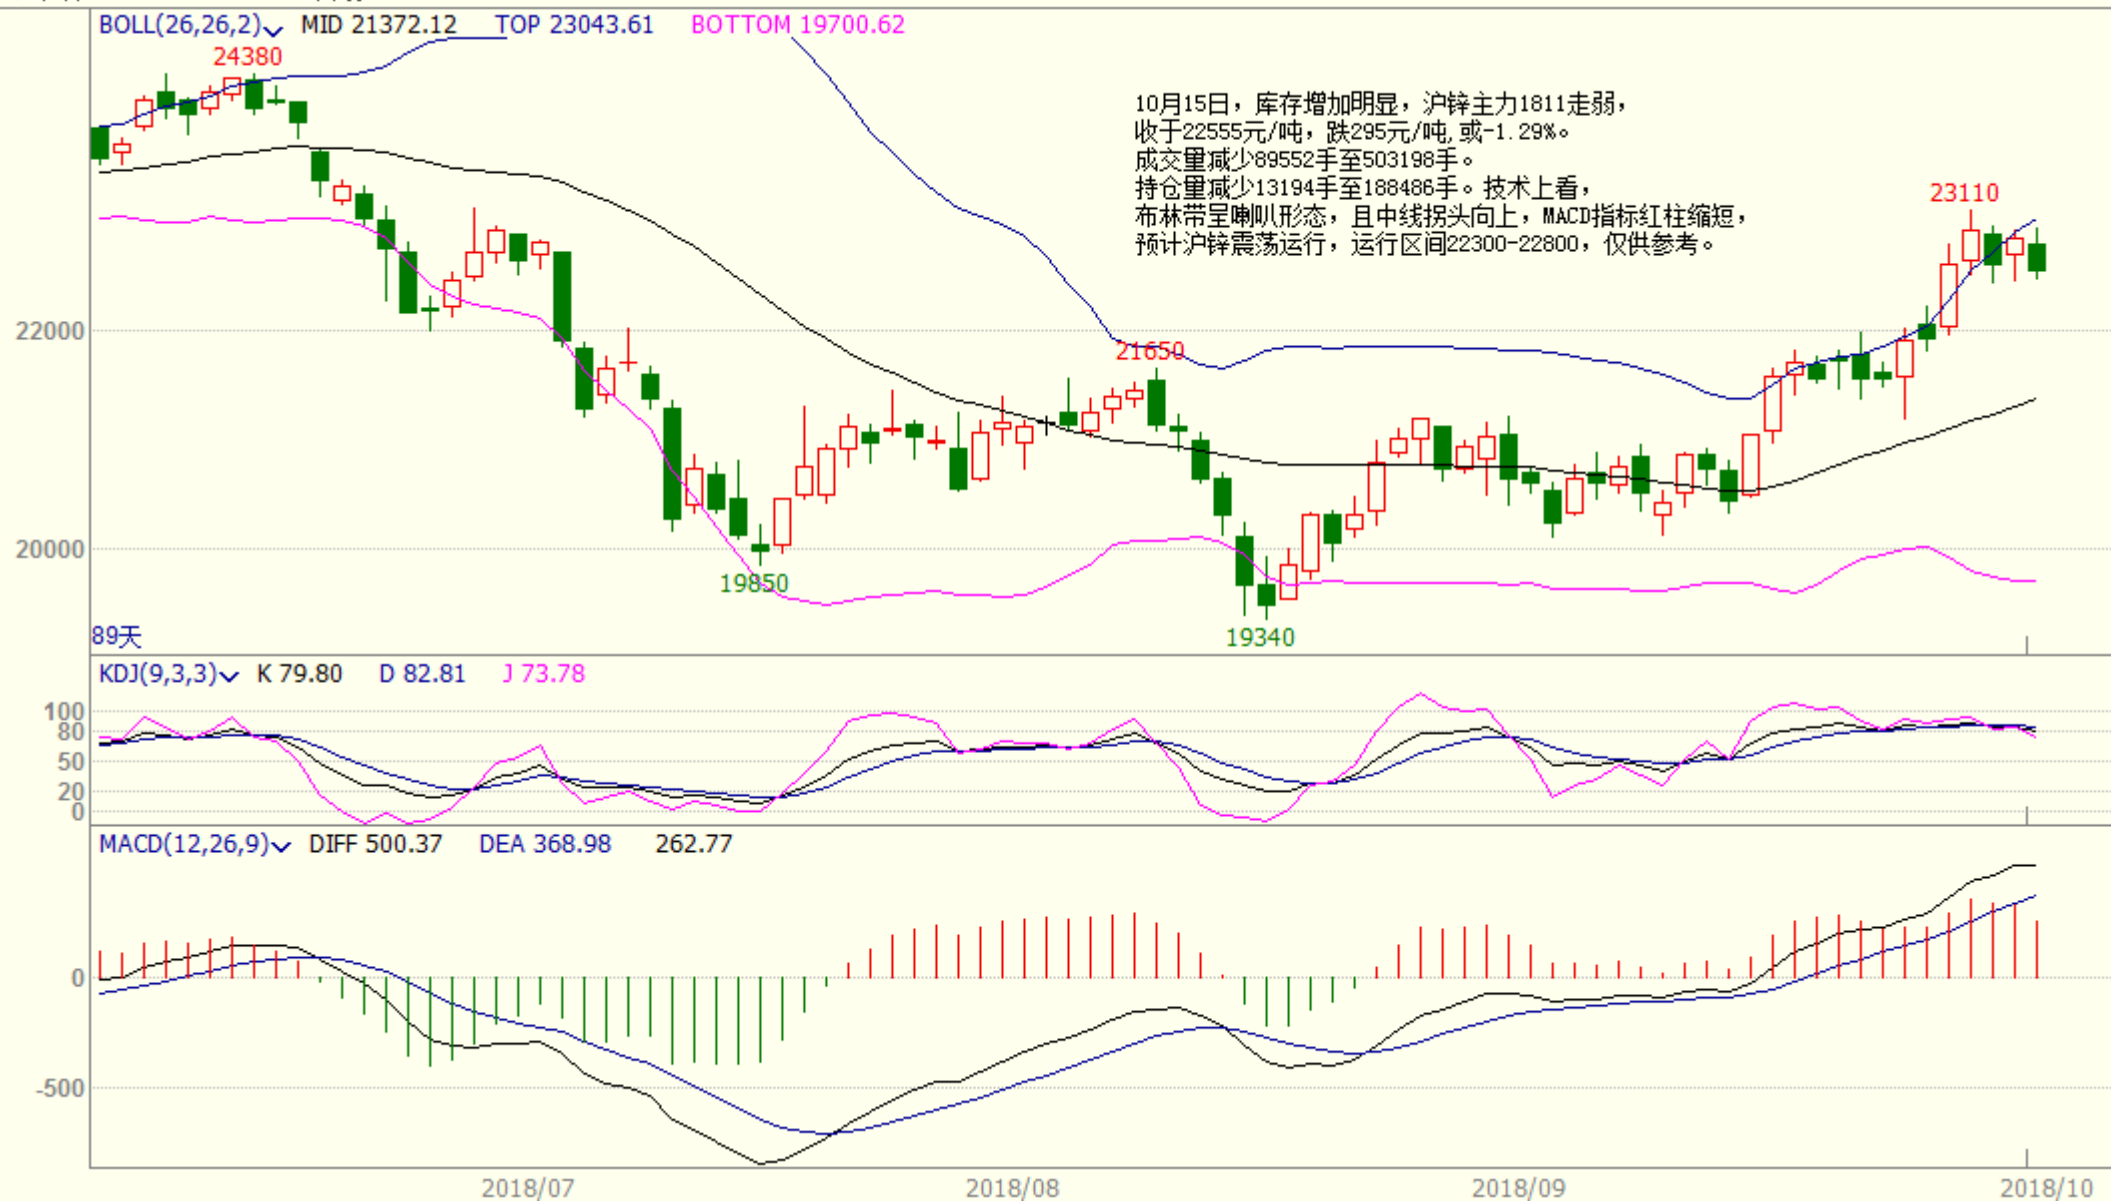 BOLL(26,26,2) MID 21372.12 TOP 23043.61 BOTTOM 19700.62
24380
10月15日，库存增加明显，沪锌主力1811走弱，
收于22555元/吨，跌295元/吨,或-1.29%。
成交量减少89552手至503198手。
持仓量减少13194手至188486手。技术上看，
布林带呈喇叭形态，且中线拐头向上，MACD指标红柱缩短，
预计沪锌震荡运行，运行区间22300-22800，仅供参考。
23110
22000
21650
20000
19850
19340
89天
KDJ(9,3,3) K 79.80 D 82.81 J 73.78
100
80
50
20
0
MACD(12,26,9) DIFF 500.37 DEA 368.98 262.77
0
-500
2018/07 2018/08 2018/09 2018/10